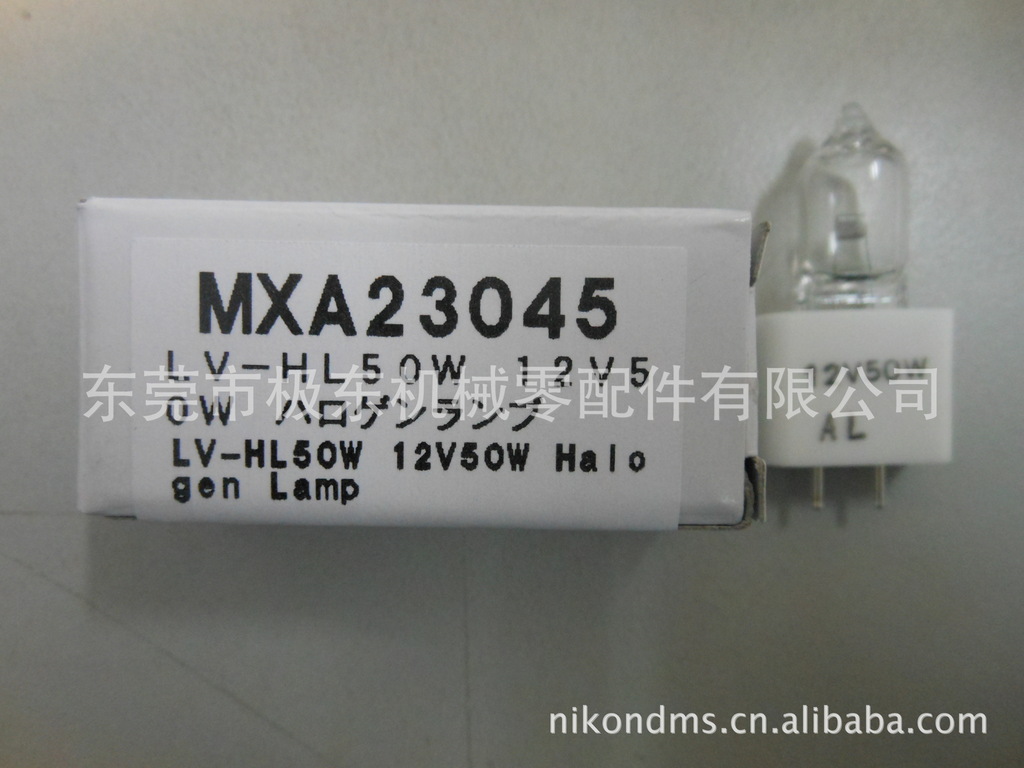 MXA23045
LV-HL50W 12V5
0W ハロゲンランプ
LV-HL50W 12V50W Halo
gen Lamp
12V50W
AL
东莞市极东机械零配件有限公司
nikondms.cn.alibaba.com